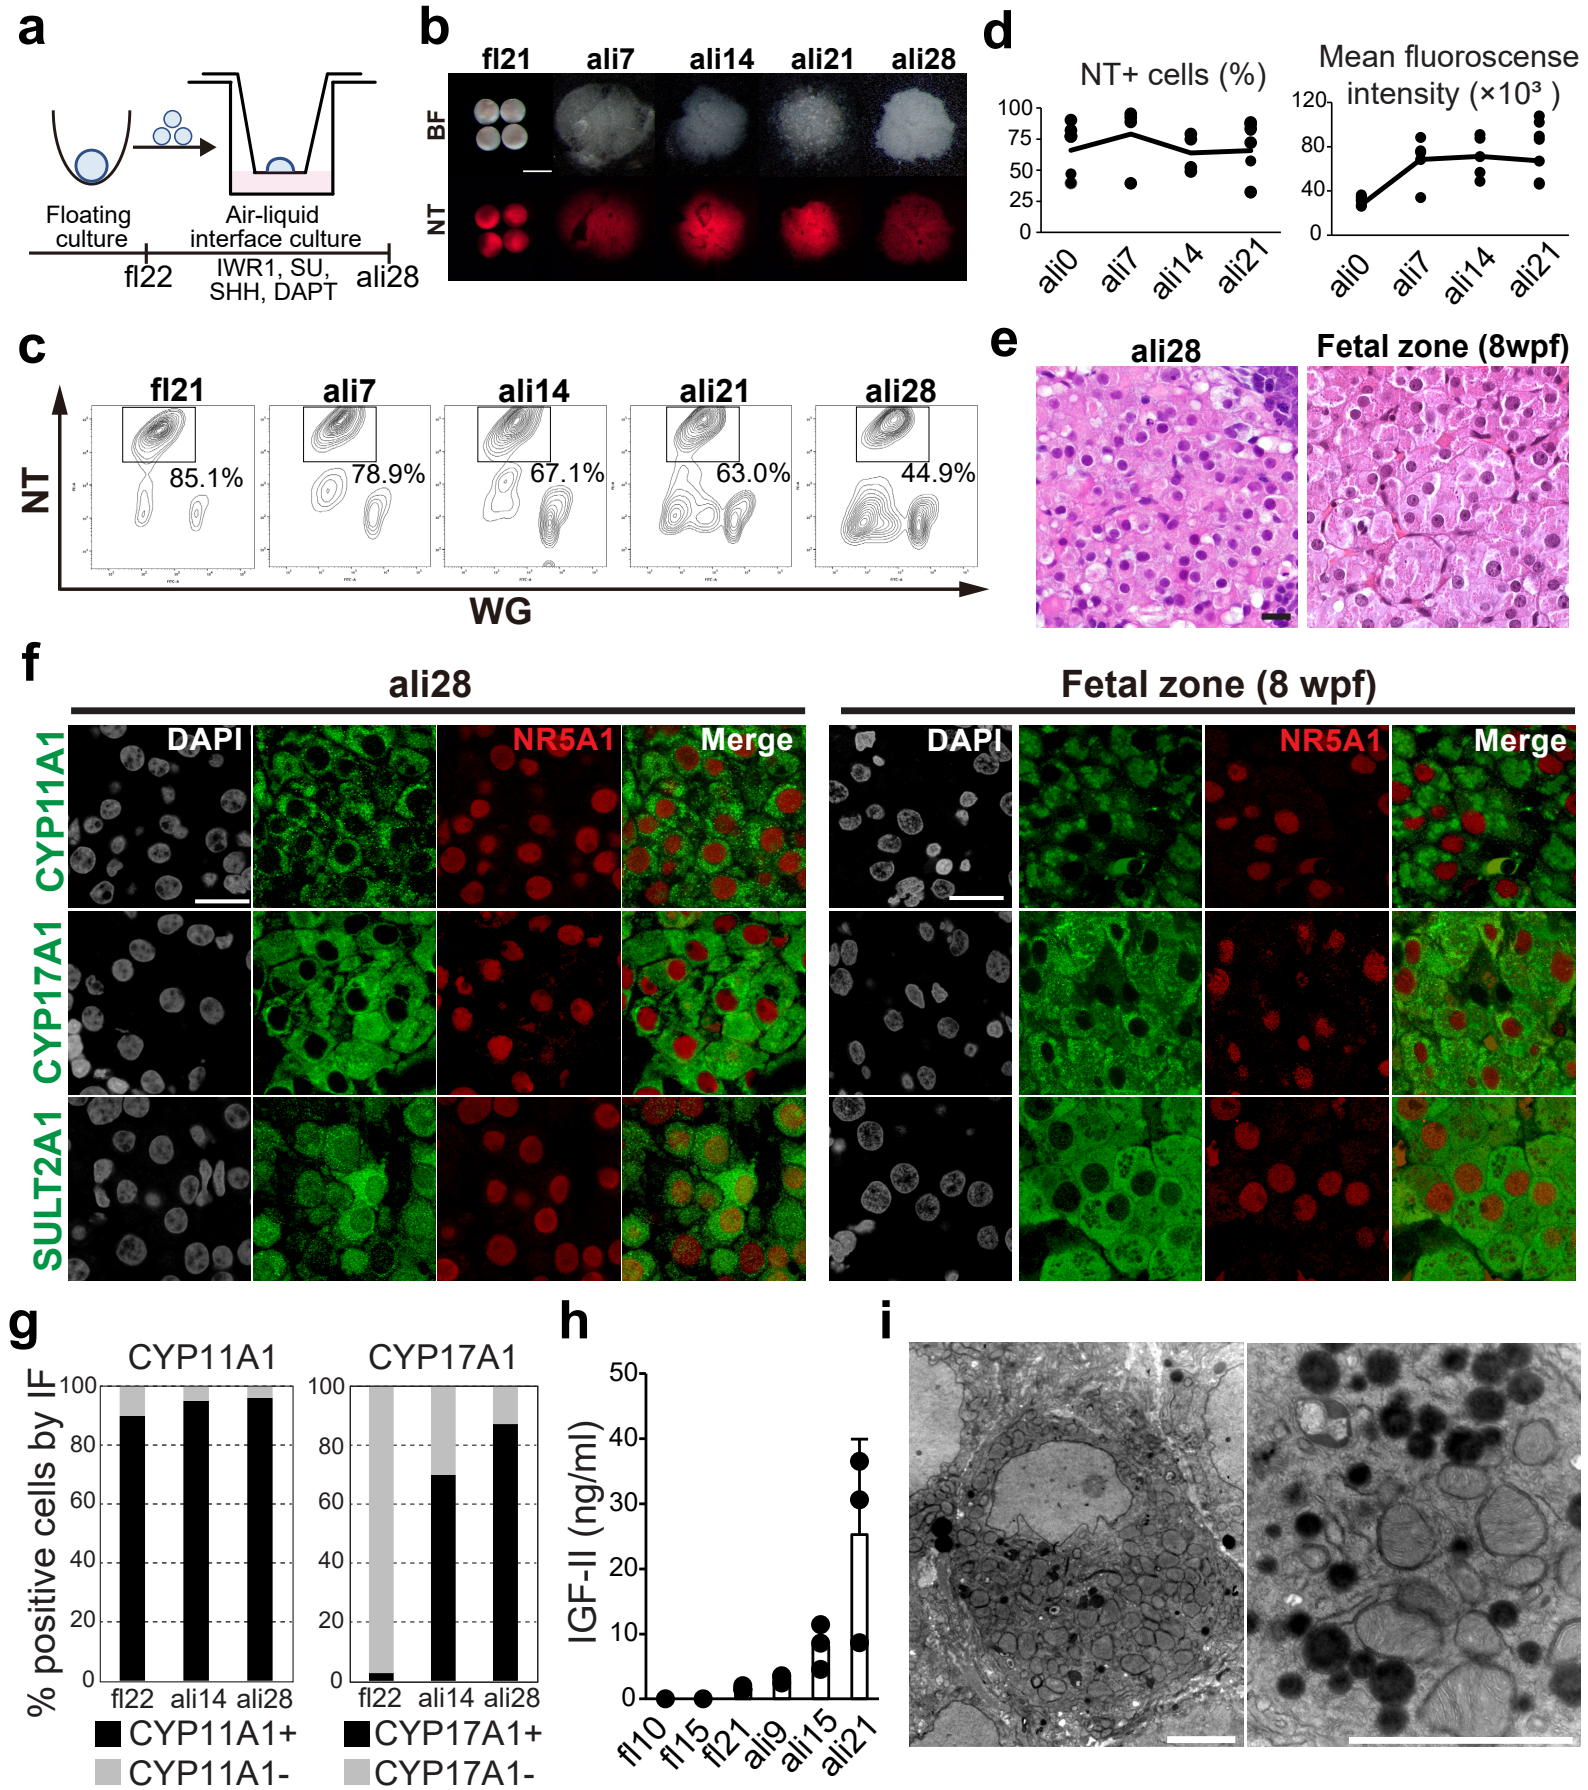 a
Floating
culture
Air-liquid
interface culture
fl22
IWR1, SU,
SHH, DAPT
ali28
b
fl21 ali7 ali14 ali21 ali28
BF
NT
c
fl21 ali7 ali14 ali21 ali28
85.1% 78.9% 67.1% 63.0% 44.9%
NT
WG
d
NT+ cells (%)
100
75
50
25
0
ali0 ali7 ali14 ali21
Mean fluoroscense
intensity (×10³ )
120
80
40
0
ali0 ali7 ali14 ali21
e
ali28 Fetal zone (8wpf)
f
ali28 Fetal zone (8 wpf)
DAPI NR5A1 Merge DAPI NR5A1 Merge
CYP11A1
CYP17A1
SULT2A1
g
% positive cells by IF
CYP11A1
100
80
60
40
20
0
fl22 ali14 ali28
CYP11A1+
CYP11A1-
CYP17A1
100
80
60
40
20
0
fl22 ali14 ali28
CYP17A1+
CYP17A1-
h
IGF-II (ng/ml)
50
40
30
20
10
0
fl10 fl15 fl21 ali9 ali15 ali21
i